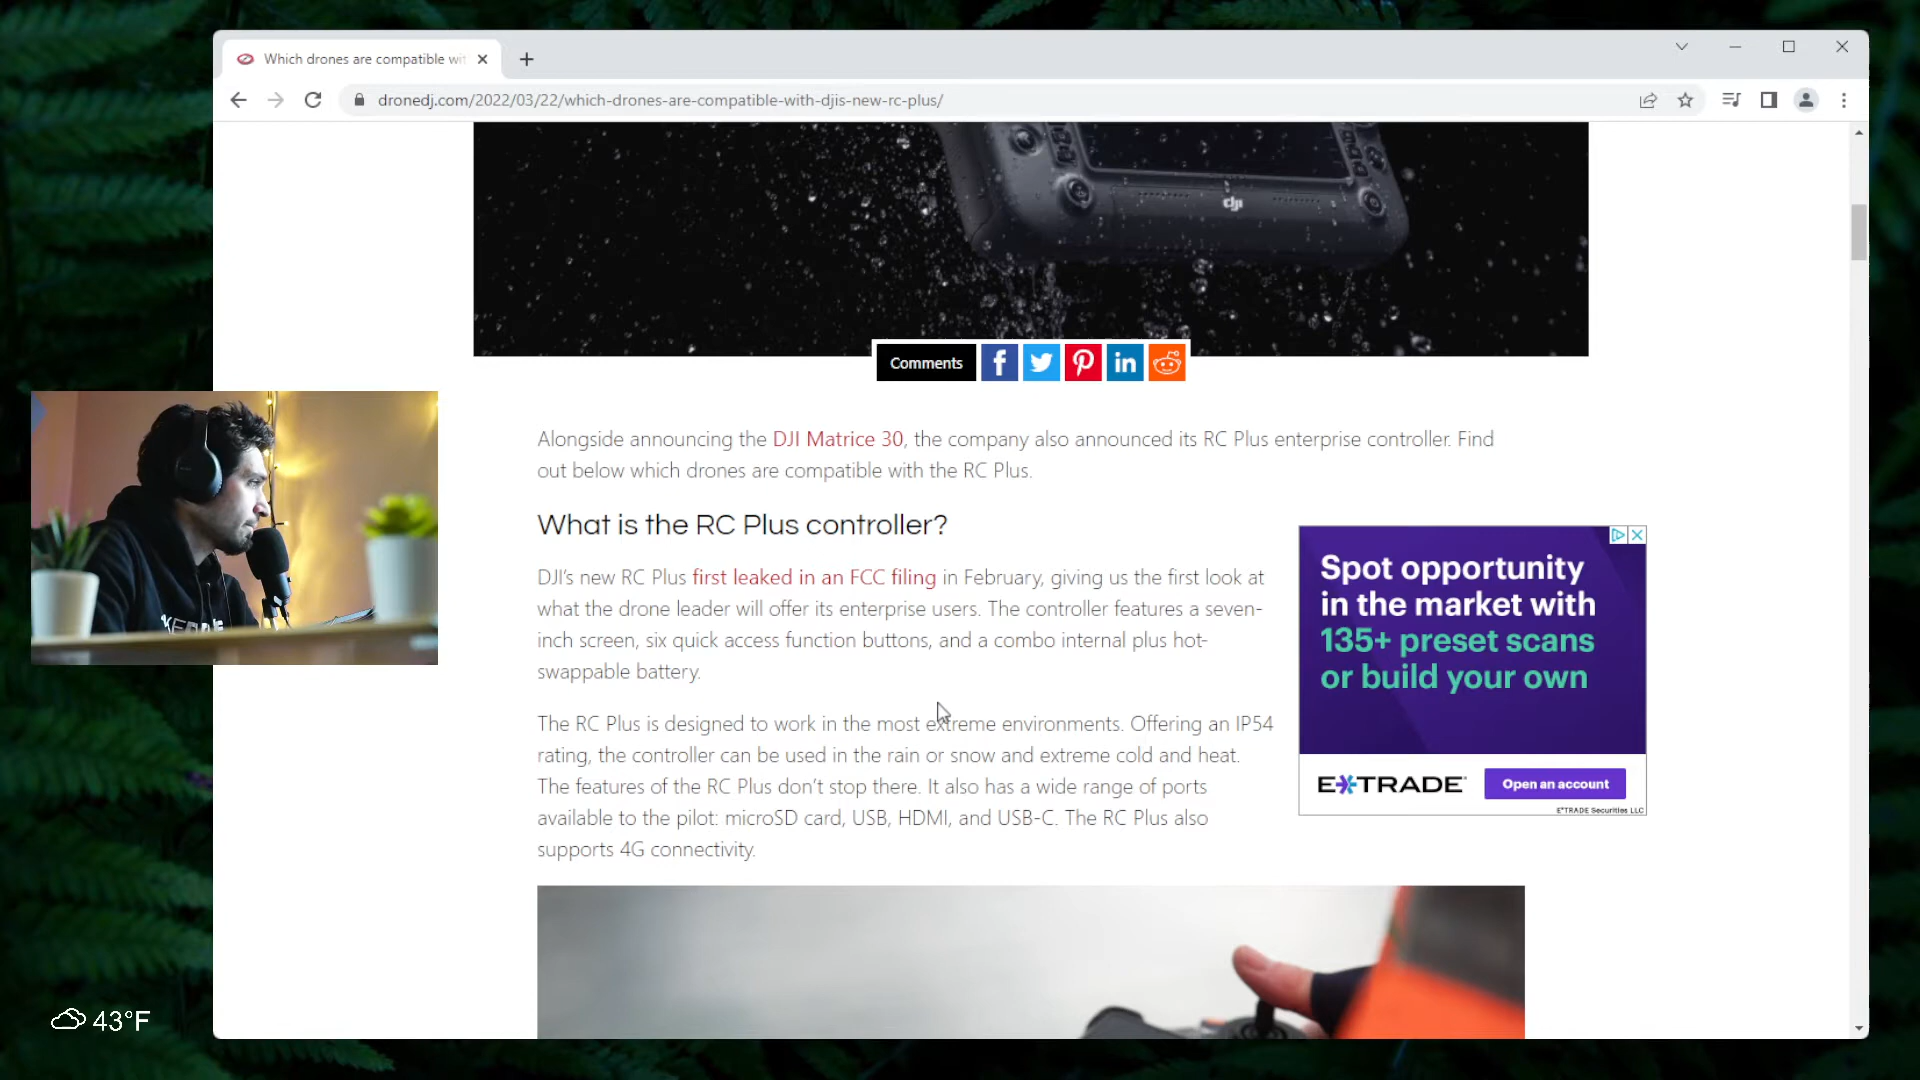 Which drones are compatible wit
dronedj.com/2022/03/22/which-drones-are-compatible-with-djis-new-rc-plus/
dji
Comments
Alongside announcing the DJI Matrice 30, the company also announced its RC Plus enterprise controller. Find
out below which drones are compatible with the RC Plus.
What is the RC Plus controller?
DJI’s new RC Plus first leaked in an FCC filing in February, giving us the first look at
what the drone leader will offer its enterprise users. The controller features a seven-
inch screen, six quick access function buttons, and a combo internal plus hot-
swappable battery.
The RC Plus is designed to work in the most extreme environments. Offering an IP54
rating, the controller can be used in the rain or snow and extreme cold and heat.
The features of the RC Plus don’t stop there. It also has a wide range of ports
available to the pilot: microSD card, USB, HDMI, and USB-C. The RC Plus also
supports 4G connectivity.
Spot opportunity
in the market with
135+ preset scans
or build your own
E*TRADE
Open an account
E*TRADE Securities LLC
43°F